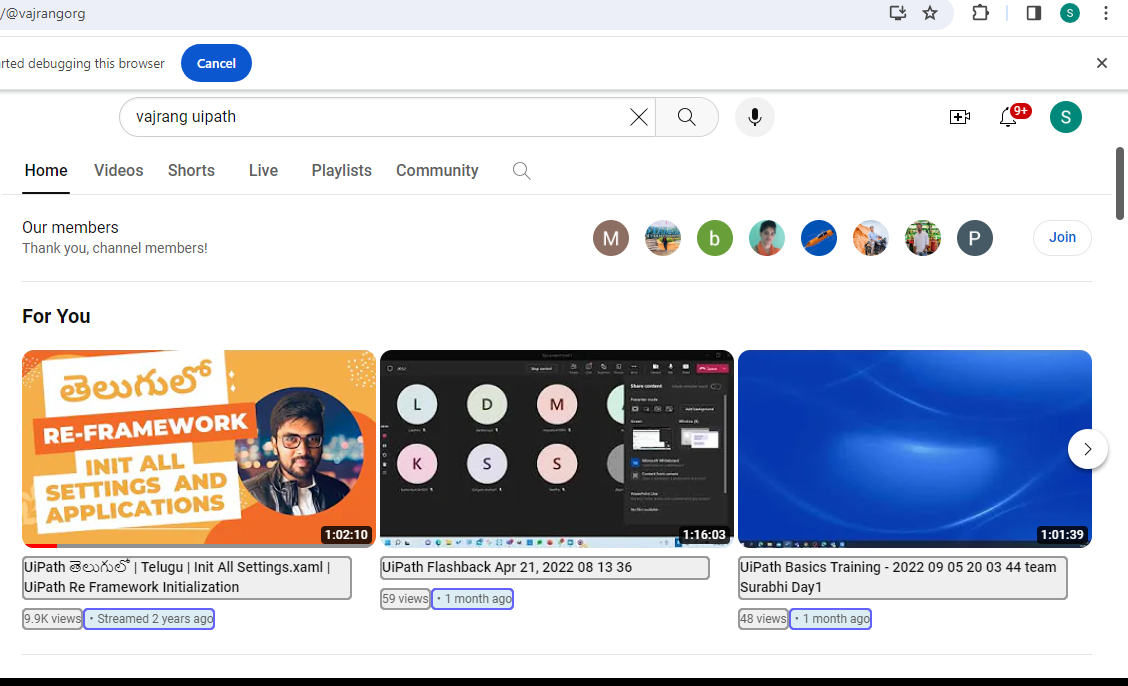 /@vajrangorg
S
rted debugging this browser
Cancel
vajrang uipath
9+
S
Home
Videos
Shorts
Live
Playlists
Community
Our members
Thank you, channel members!
M
b
P
Join
For You
తెలుగులో
RE-FRAMEWORK
INIT ALL
SETTINGS AND
APPLICATIONS
1:02:10
L
D
M
K
S
S
Share content
1:16:03
1:01:39
UiPath తెలుగులో | Telugu | Init All Settings.xaml |
UiPath Re Framework Initialization
9.9K views • Streamed 2 years ago
UiPath Flashback Apr 21, 2022 08 13 36
59 views • 1 month ago
UiPath Basics Training - 2022 09 05 20 03 44 team
Surabhi Day1
48 views • 1 month ago